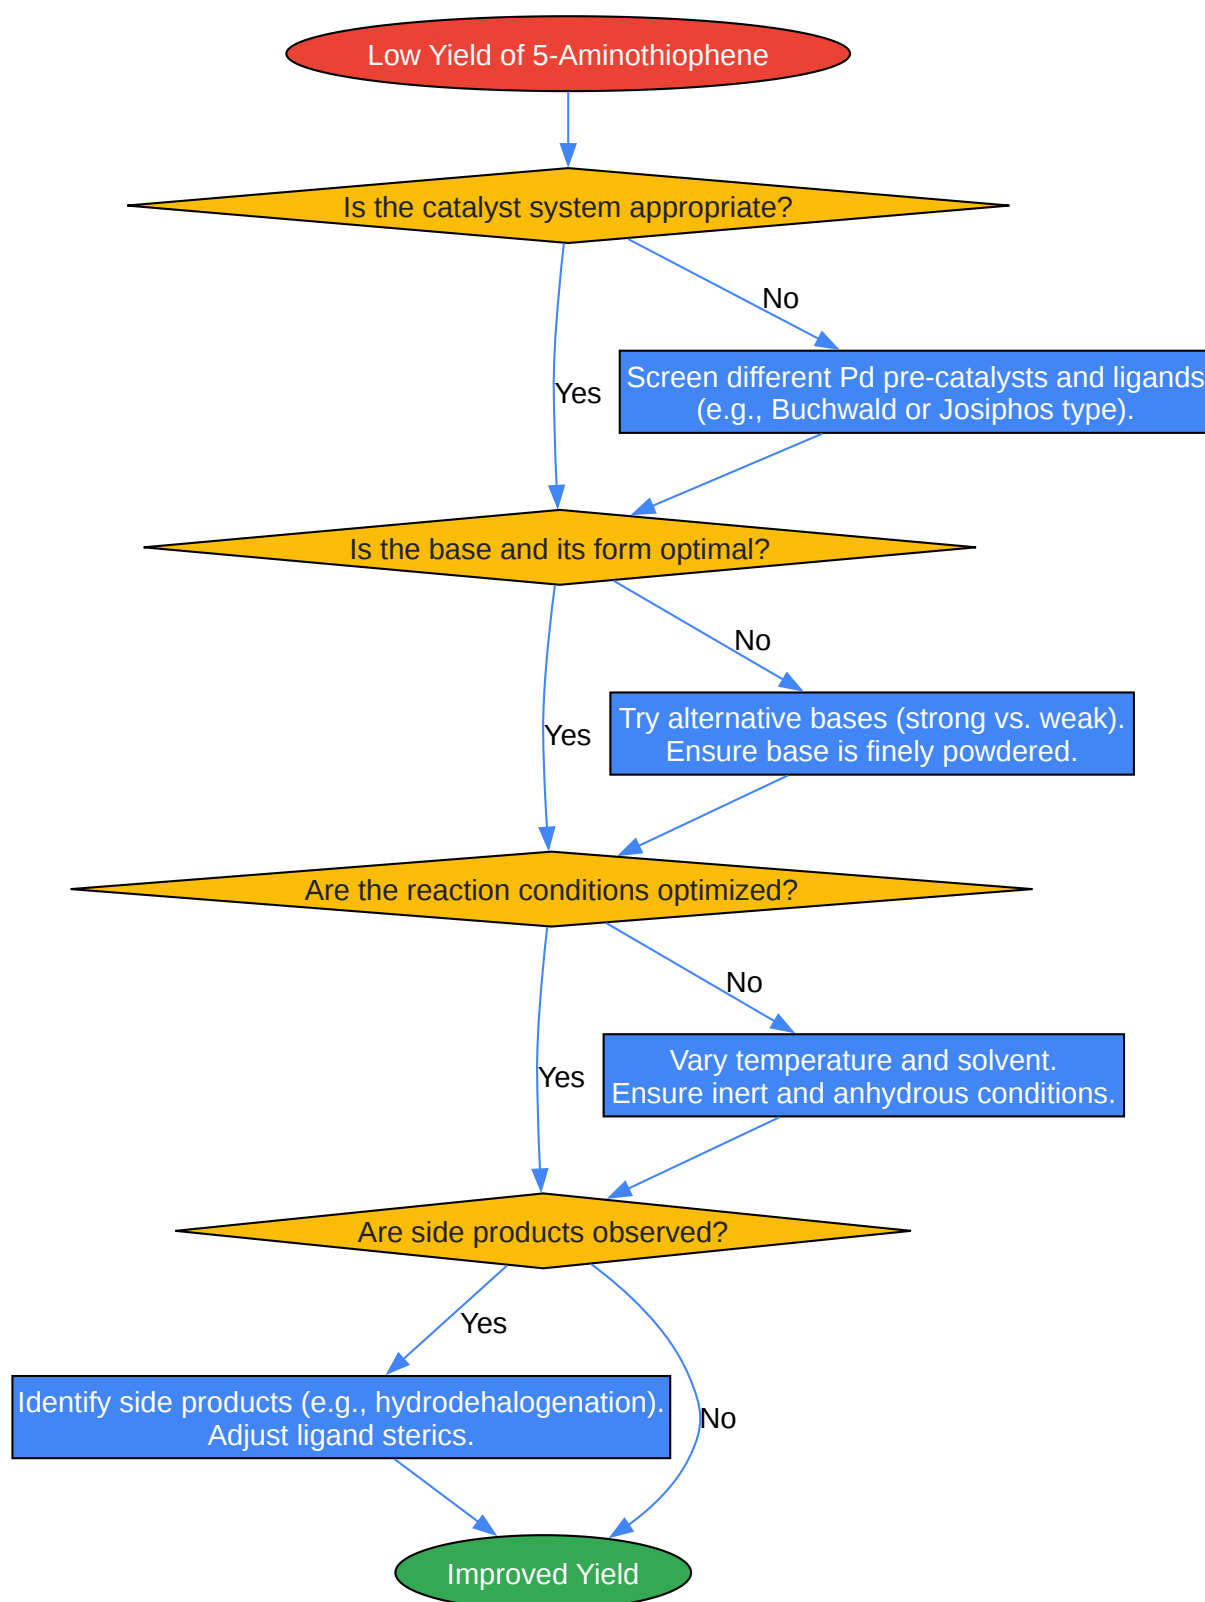 Low Yield of 5-Aminothiophene
Is the catalyst system appropriate?
No
Screen different Pd pre-catalysts and ligands
(e.g., Buchwald or Josiphos type).
Yes
Is the base and its form optimal?
No
Try alternative bases (strong vs. weak).
Ensure base is finely powdered.
Yes
Are the reaction conditions optimized?
No
Vary temperature and solvent.
Ensure inert and anhydrous conditions.
Yes
Are side products observed?
Yes
Identify side products (e.g., hydrodehalogenation).
Adjust ligand sterics.
No
Improved Yield